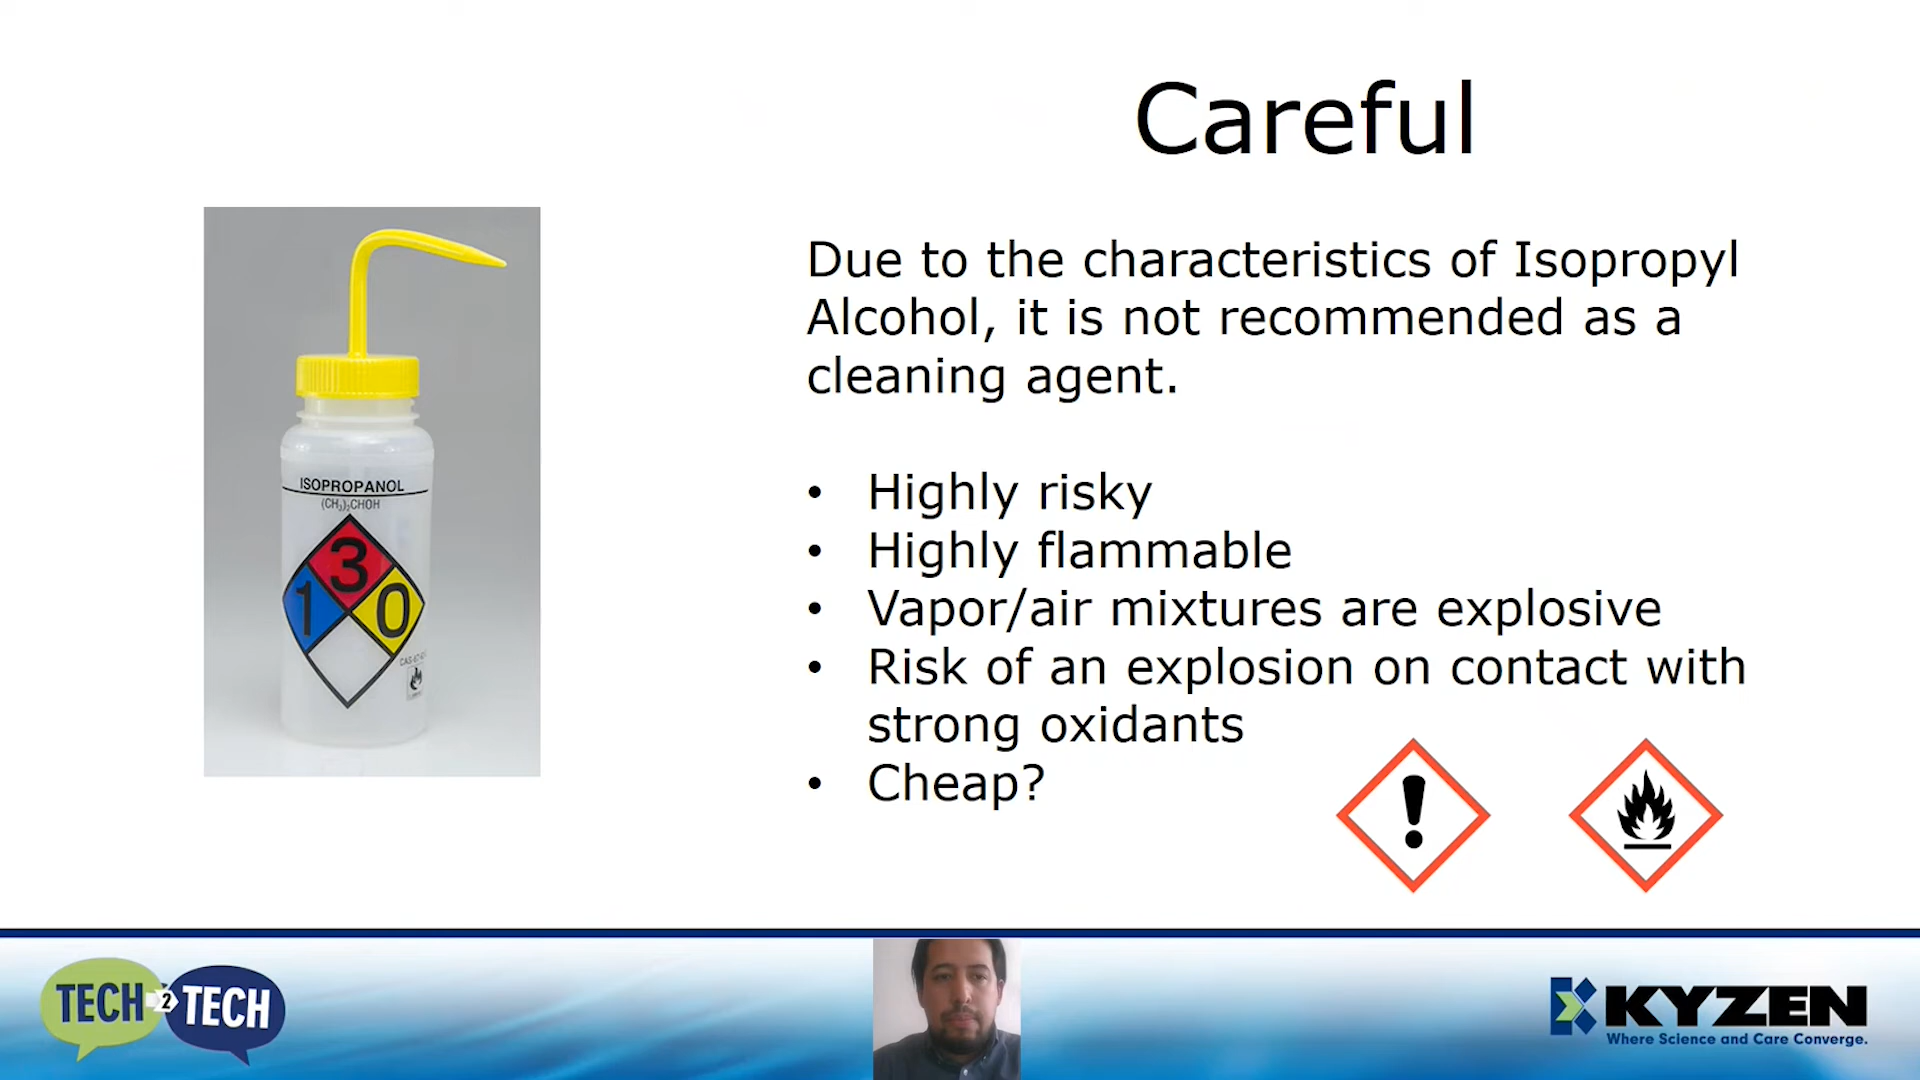 Careful
Due to the characteristics of Isopropyl
Alcohol, it is not recommended as a
cleaning agent.
• Highly risky
• Highly flammable
• Vapor/air mixtures are explosive
• Risk of an explosion on contact with
strong oxidants
• Cheap?
ISOPROPANOL
(CH₃)₂CHOH
3
1 0
TECH 2 TECH
KYZEN
Where Science and Care Converge.